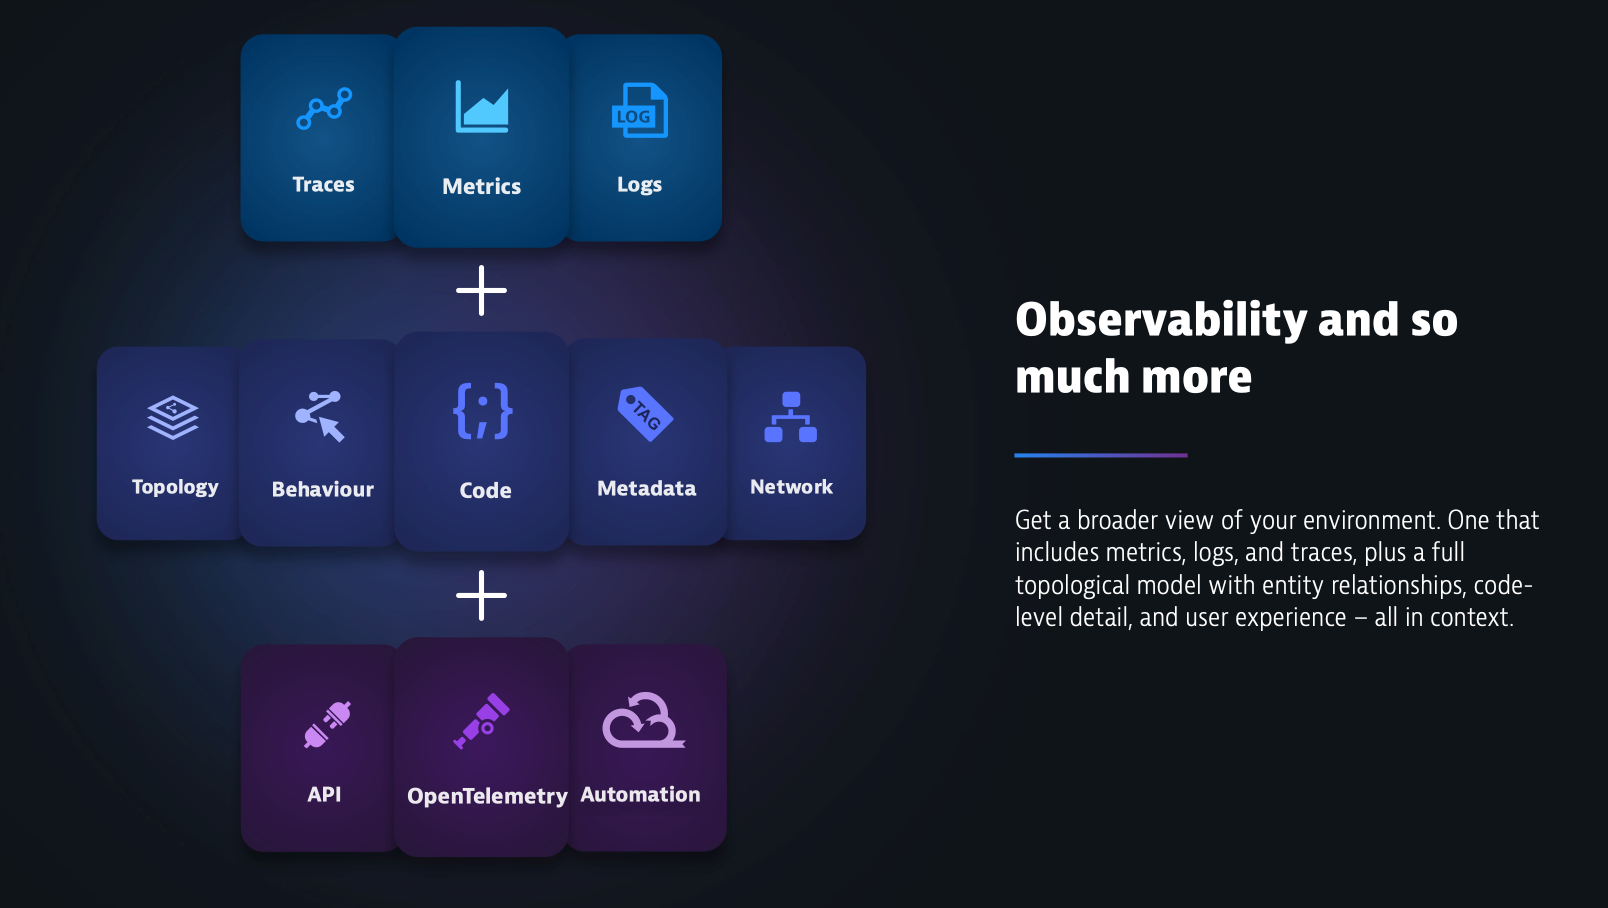 Traces
Metrics
LOG
Logs
Topology
Behaviour
{;}
Code
TAG
Metadata
Network
API
OpenTelemetry
Automation
Observability and so
much more
Get a broader view of your environment. One that
includes metrics, logs, and traces, plus a full
topological model with entity relationships, code-
level detail, and user experience – all in context.